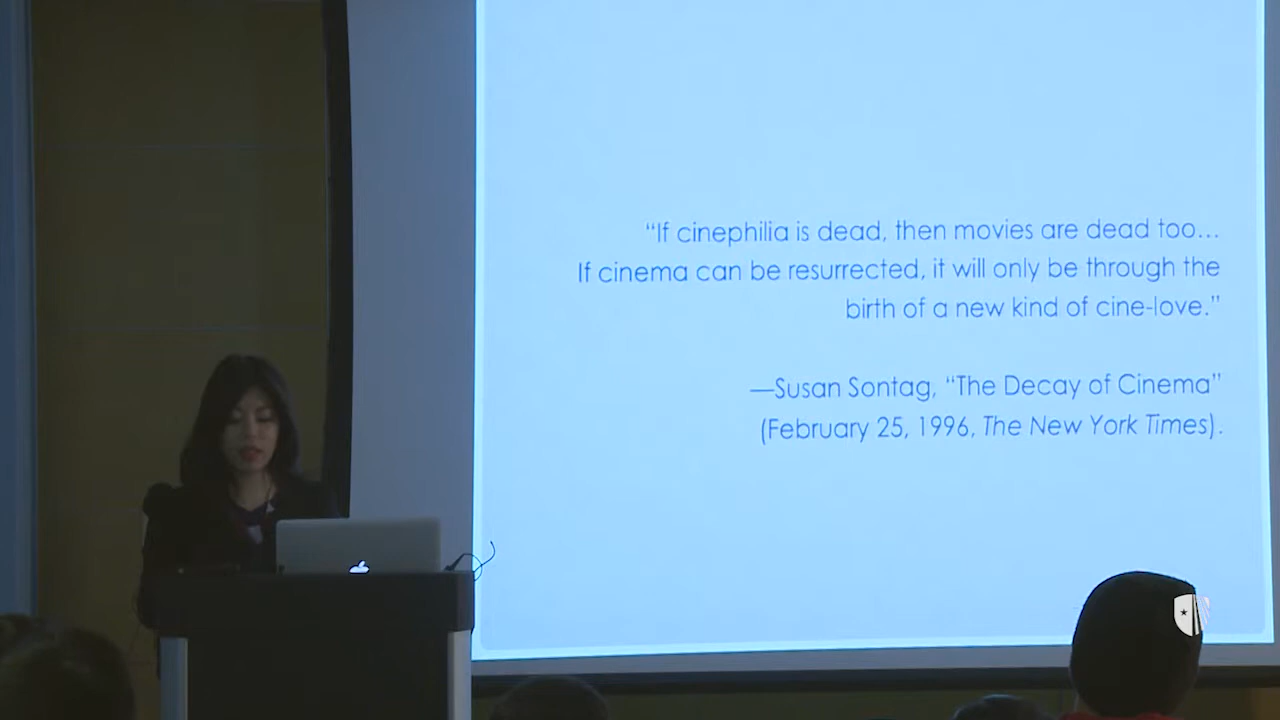 “If cinephilia is dead, then movies are dead too...
If cinema can be resurrected, it will only be through the
birth of a new kind of cine-love.”
—Susan Sontag, “The Decay of Cinema”
(February 25, 1996, The New York Times).